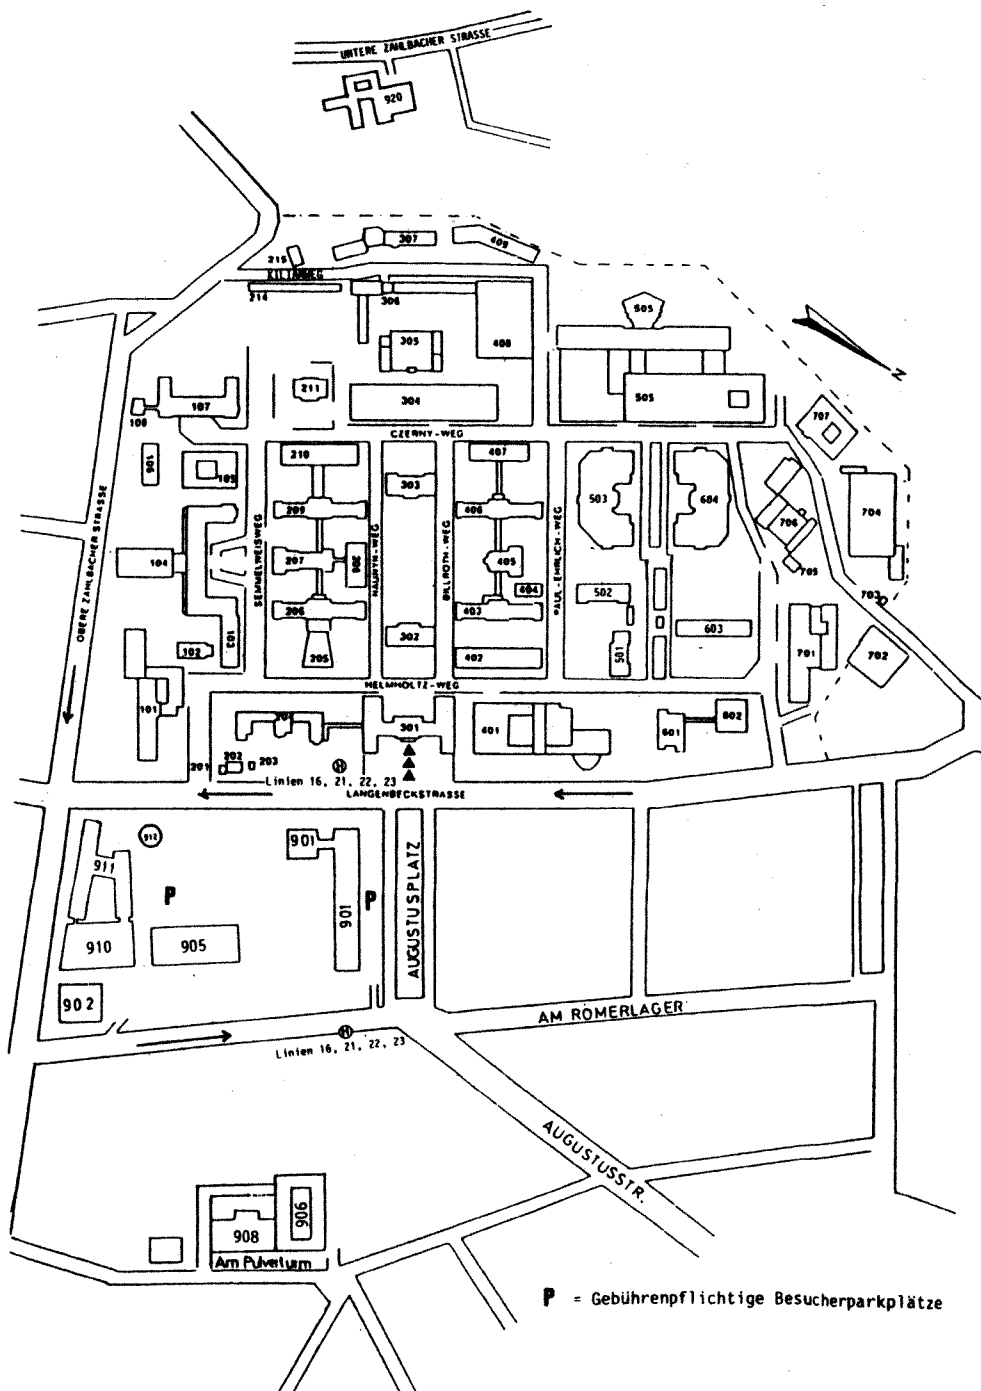 UNTERE ZAHLBACHER STRASSE
920
307
409
215
KILIANWEG
214
306
505
305
408
211
304
505
107
108
707
CZERNY-WEG
210
407
106
105
303
503
604
209
406
704
706
OBERE ZAHLBACHER STRASSE
SEMMELWEISWEG
NAUNYN-WEG
BILLROTH-WEG
PAUL-EHRLICH-WEG
104
207
208
405
705
404
502
703
206
403
103
302
603
102
205
402
501
701
702
HELMHOLTZ-WEG
101
204
301
401
601
602
201
202
203
H
Linien 16, 21, 22, 23
LANGENBECKSTRASSE
912
901
911
P
P
901
AUGUSTUSPLATZ
910
905
902
AM RÖMERLAGER
H
Linien 16, 21, 22, 23
AUGUSTUSSTR.
906
908
Am Pulverturm
P = Gebührenpflichtige Besucherparkplätze
N